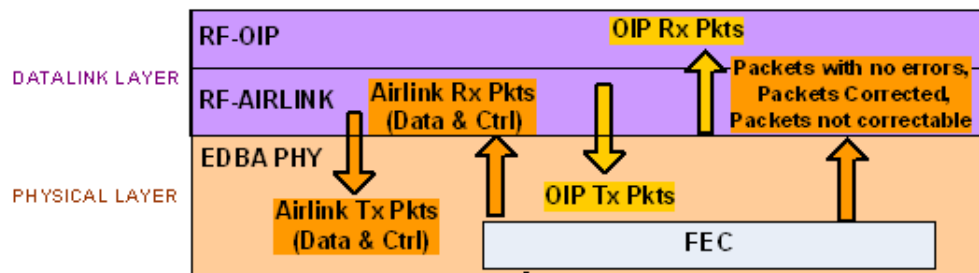 RF-OIP
OIP Rx Pkts
DATALINK LAYER
RF-AIRLINK
Airlink Rx Pkts
(Data & Ctrl)
Packets with no errors,
Packets Corrected,
Packets not correctable
EDBA PHY
PHYSICAL LAYER
Airlink Tx Pkts
(Data & Ctrl)
OIP Tx Pkts
FEC